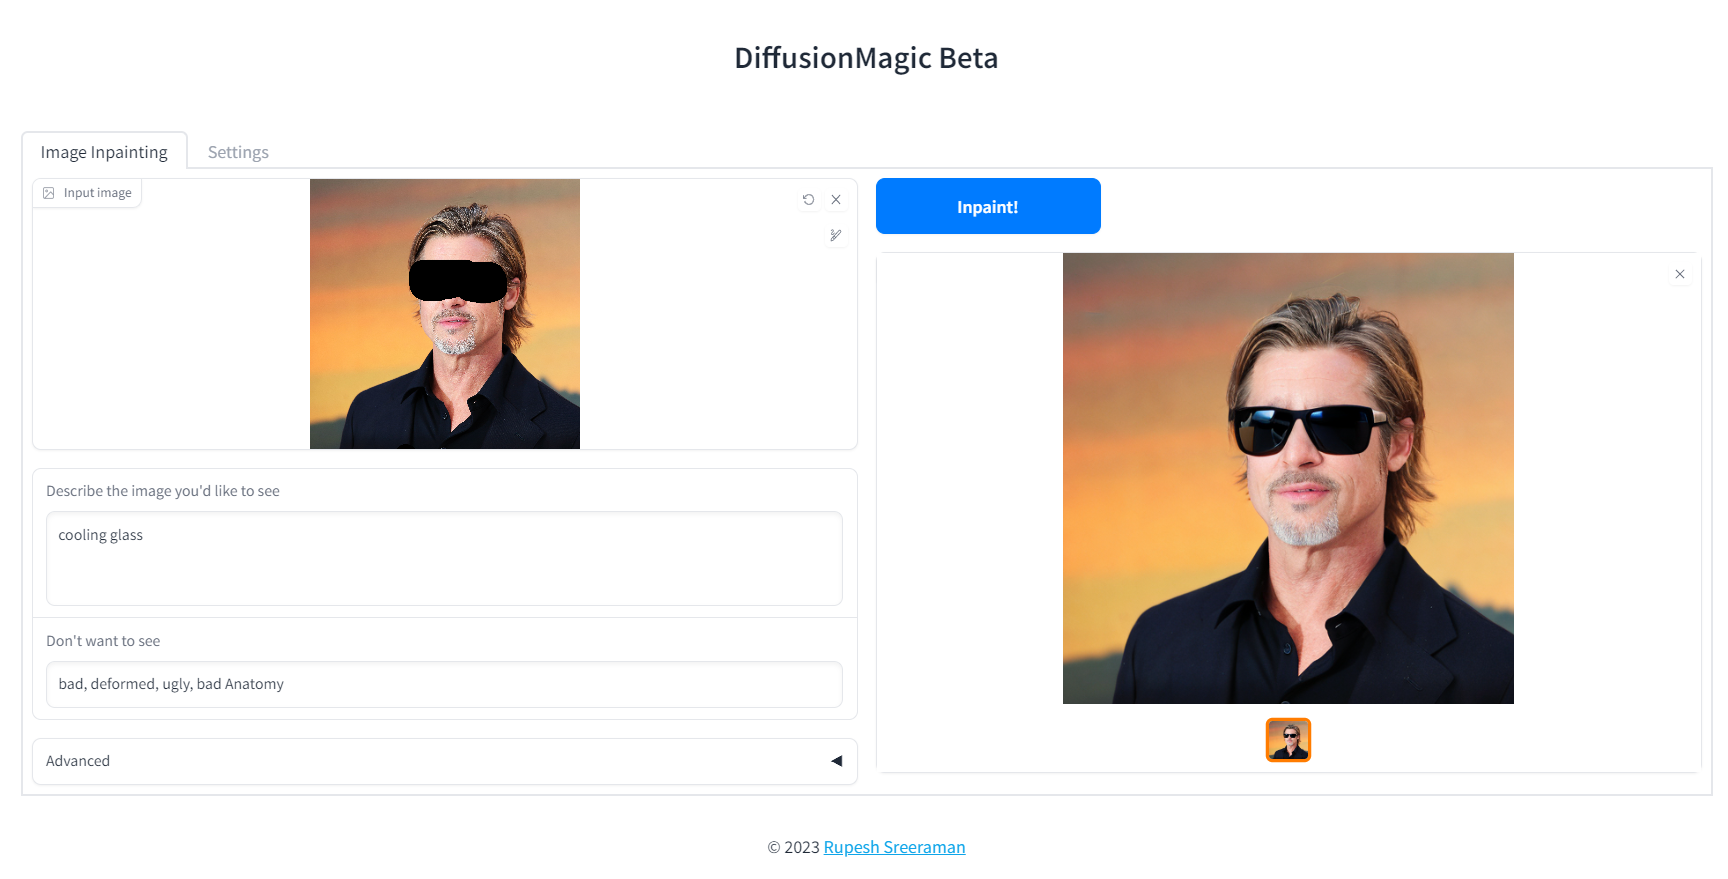 DiffusionMagic Beta
Image Inpainting
Settings
Input image
Describe the image you'd like to see
cooling glass
Don't want to see
bad, deformed, ugly, bad Anatomy
Advanced
Inpaint!
© 2023 Rupesh Sreeraman